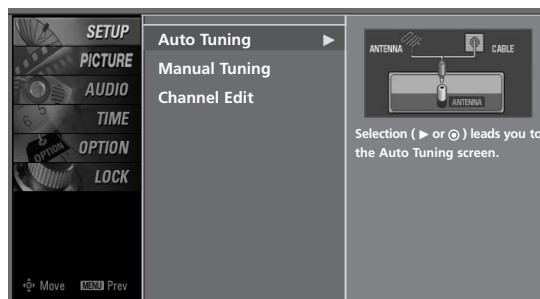 SETUP
PICTURE
AUDIO
TIME
OPTION
LOCK
Move MENU Prev
Auto Tuning ▶
Manual Tuning
Channel Edit
ANTENNA
CABLE
ANTENNA
Selection ( ▶ or ◉ ) leads you to
the Auto Tuning screen.